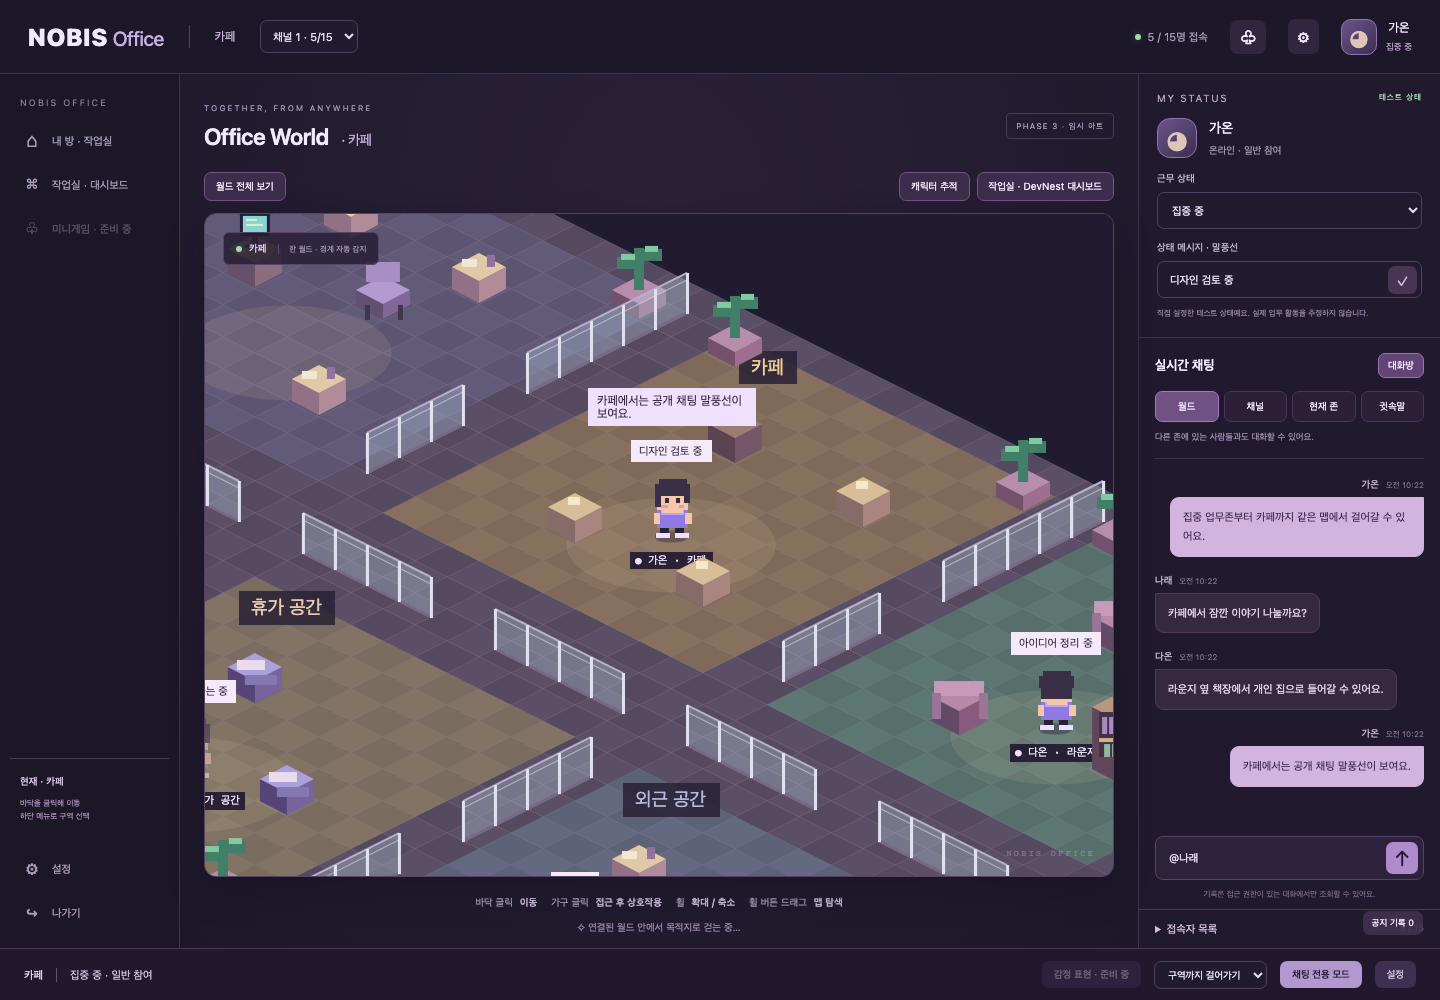 NOBIS Office
카페
채널 1 · 5/15
5 / 15명 접속
가온
집중 중
NOBIS OFFICE
내 방 · 작업실
작업실 · 대시보드
미니게임 · 준비 중
현재 · 카페
바닥을 클릭해 이동
하단 메뉴로 구역 선택
설정
나가기
TOGETHER, FROM ANYWHERE
Office World · 카페
PHASE 3 · 임시 아트
월드 전체 보기
캐릭터 추적
작업실 · DevNest 대시보드
카페
한 월드 · 경계 자동 감지
카페
카페에서는 공개 채팅 말풍선이
보여요.
디자인 검토 중
가온 · 카페
휴가 공간
는 중
가 공간
아이디어 정리 중
다온 · 라운지
외근 공간
NOBIS OFFICE
바닥 클릭 이동 가구 클릭 접근 후 상호작용 휠 확대 / 축소 휠 버튼 드래그 맵 탐색
연결된 월드 안에서 목적지로 걷는 중...
MY STATUS
테스트 상태
가온
온라인 · 일반 참여
근무 상태
집중 중
상태 메시지 · 말풍선
디자인 검토 중
직접 설정한 테스트 상태예요. 실제 업무 활동을 추정하지 않습니다.
실시간 채팅
대화방
월드
채널
현재 존
귓속말
다른 존에 있는 사람들과도 대화할 수 있어요.
가온 오전 10:22
집중 업무존부터 카페까지 같은 맵에서 걸어갈 수 있
어요.
나래 오전 10:22
카페에서 잠깐 이야기 나눌까요?
다온 오전 10:22
라운지 옆 책장에서 개인 집으로 들어갈 수 있어요.
가온 오전 10:22
카페에서는 공개 채팅 말풍선이 보여요.
@나래
기록은 접근 권한이 있는 대화에서만 조회할 수 있어요.
접속자 목록
공지 기록 0
카페
집중 중 · 일반 참여
감정 표현 · 준비 중
구역까지 걸어가기
채팅 전용 모드
설정